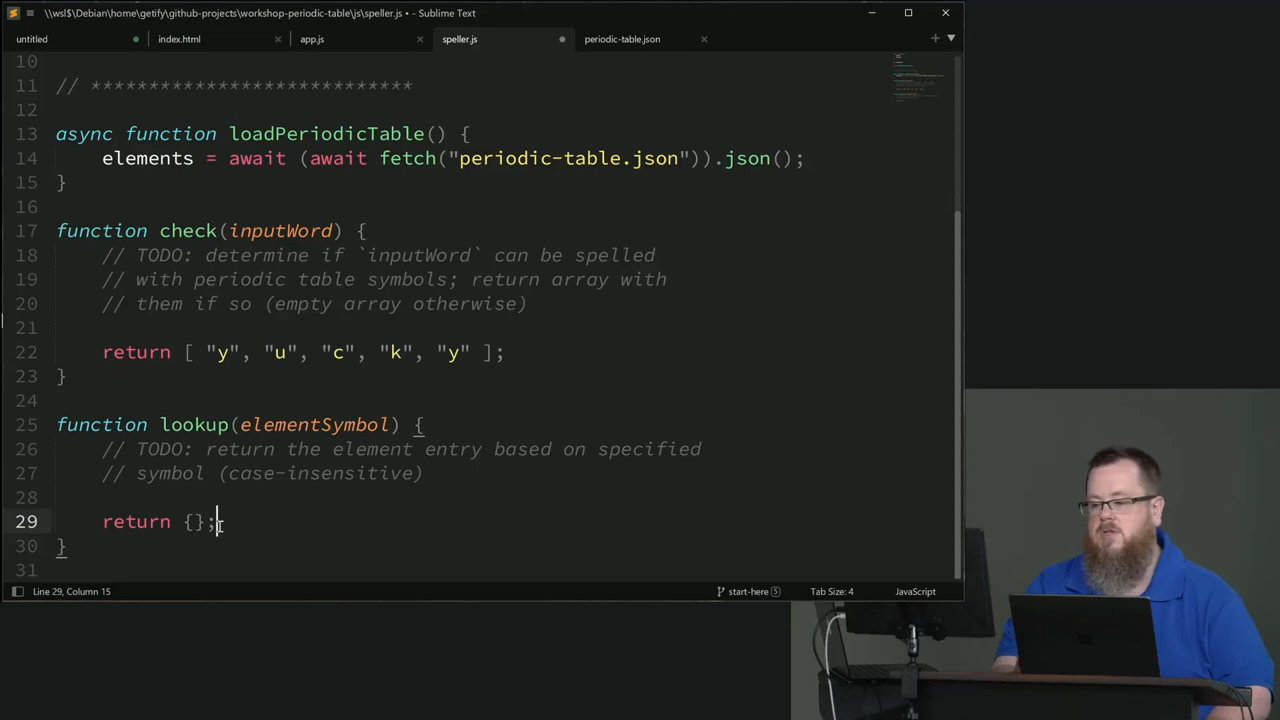 \\wsl$\Debian\home\getify\github-projects\workshop-periodic-table\js\speller.js • - Sublime Text
untitled index.html app.js speller.js periodic-table.json
10
11 // ****************************
12
13 async function loadPeriodicTable() {
14 elements = await (await fetch("periodic-table.json")).json();
15 }
16
17 function check(inputWord) {
18 // TODO: determine if `inputWord` can be spelled
19 // with periodic table symbols; return array with
20 // them if so (empty array otherwise)
21
22 return [ "y", "u", "c", "k", "y" ];
23 }
24
25 function lookup(elementSymbol) {
26 // TODO: return the element entry based on specified
27 // symbol (case-insensitive)
28
29 return {};
30 }
31
Line 29, Column 15 start-here 5 Tab Size: 4 JavaScript